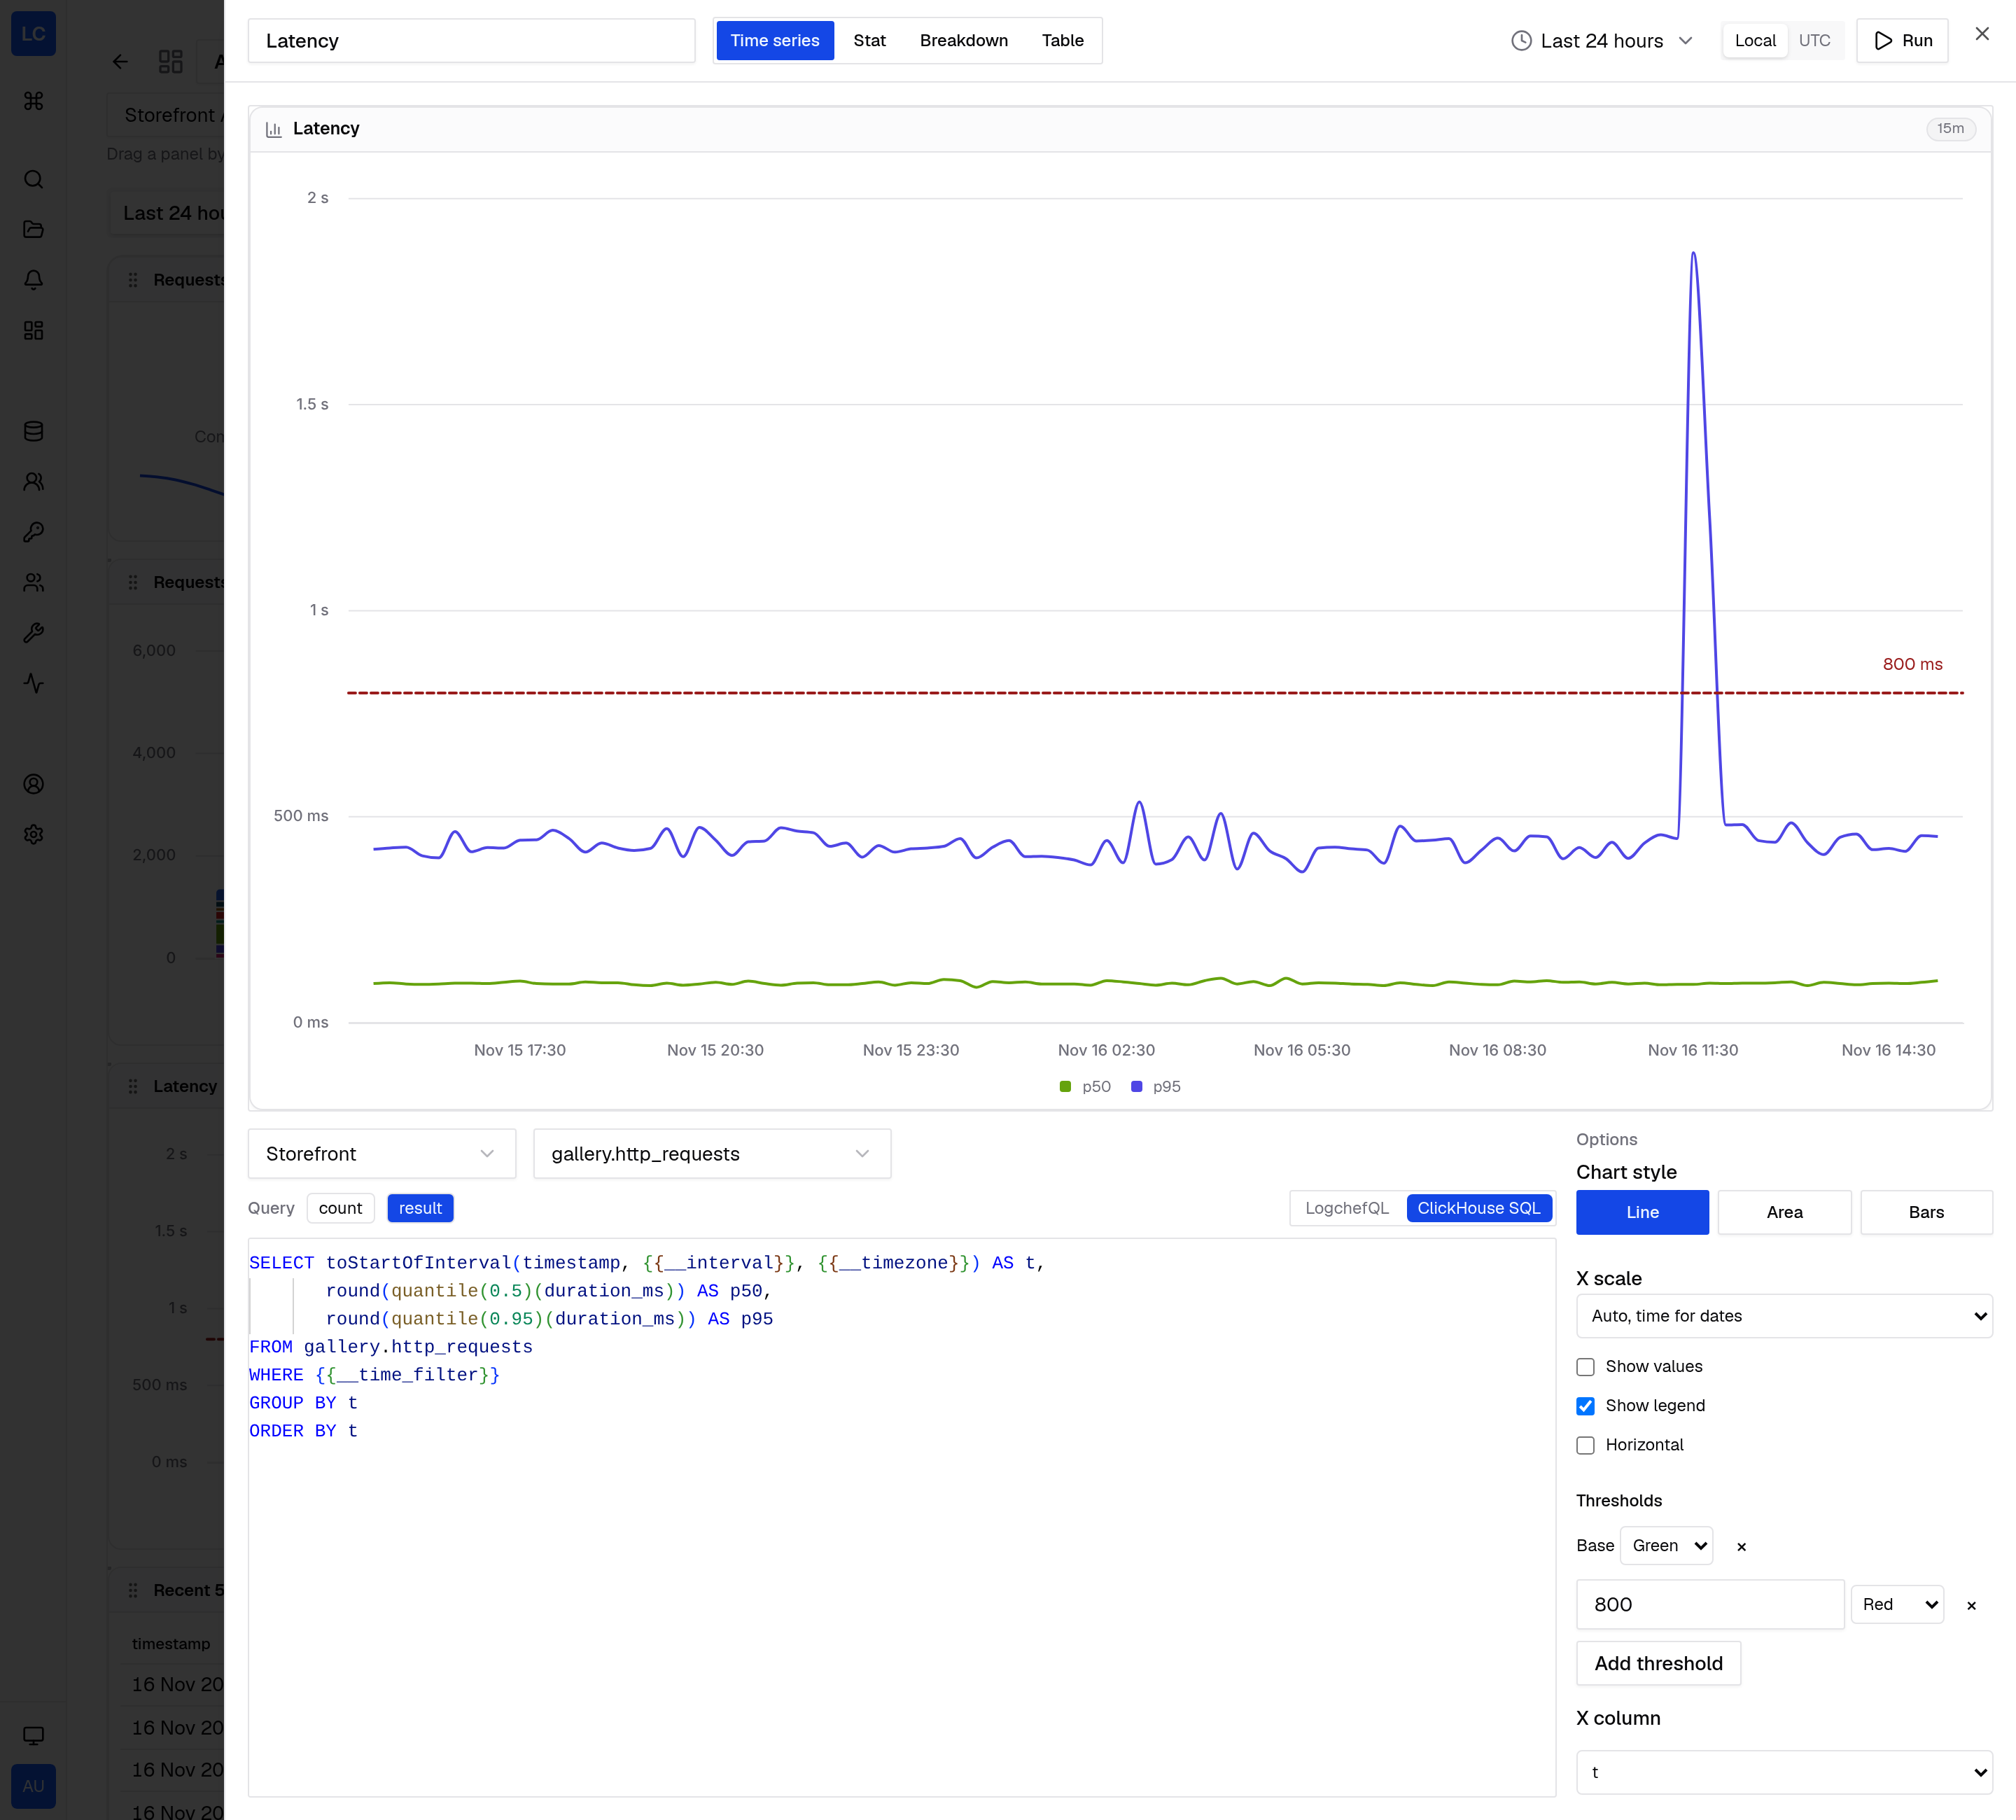 LC
Latency
Time series
Stat
Breakdown
Table
Last 24 hours
Local
UTC
Run
A
Storefront A
Drag a panel by
Last 24 hou
Requests
Con
Requests
6,000
4,000
2,000
0
Latency
2 s
1.5 s
1 s
500 ms
0 ms
Recent 5
timestamp
16 Nov 20
16 Nov 20
16 Nov 20
16 Nov 20
AU
Latency
15m
2 s
1.5 s
1 s
800 ms
500 ms
0 ms
Nov 15 17:30
Nov 15 20:30
Nov 15 23:30
Nov 16 02:30
Nov 16 05:30
Nov 16 08:30
Nov 16 11:30
Nov 16 14:30
p50
p95
Storefront
gallery.http_requests
Query
count
result
LogchefQL
ClickHouse SQL
SELECT toStartOfInterval(timestamp, {{__interval}}, {{__timezone}}) AS t,
round(quantile(0.5)(duration_ms)) AS p50,
round(quantile(0.95)(duration_ms)) AS p95
FROM gallery.http_requests
WHERE {{__time_filter}}
GROUP BY t
ORDER BY t
Options
Chart style
Line
Area
Bars
X scale
Auto, time for dates
Show values
Show legend
Horizontal
Thresholds
Base
Green
×
800
Red
×
Add threshold
X column
t